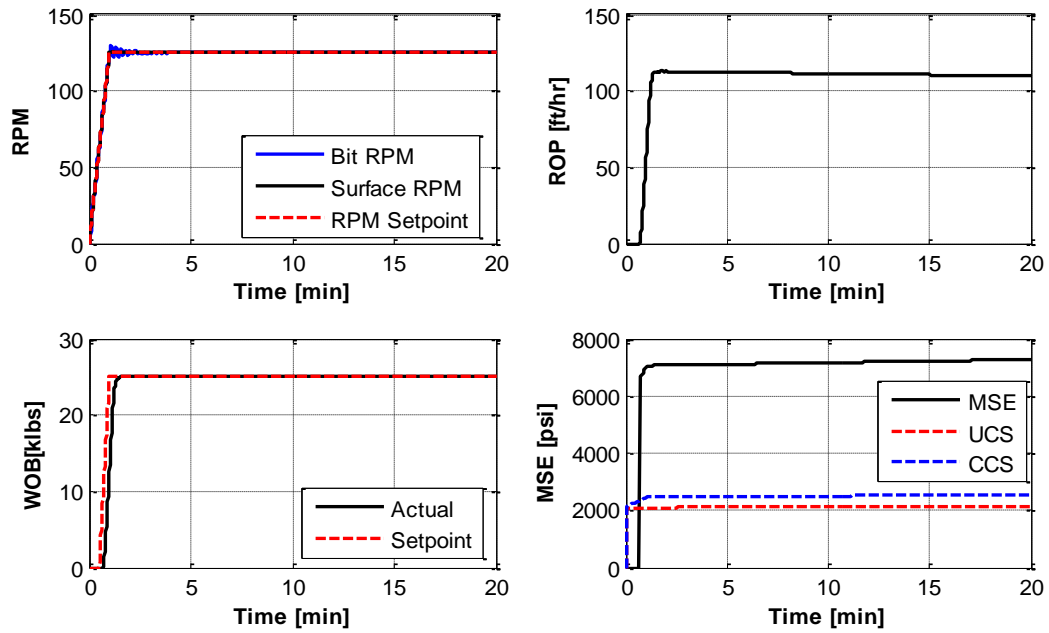 150
100
50
0
RPM
Bit RPM
Surface RPM
RPM Setpoint
0 5 10 15 20
Time [min]
150
100
50
0
ROP [ft/hr]
0 5 10 15 20
Time [min]
30
20
10
0
WOB[klbs]
Actual
Setpoint
0 5 10 15 20
Time [min]
8000
6000
4000
2000
0
MSE [psi]
MSE
UCS
CCS
0 5 10 15 20
Time [min]